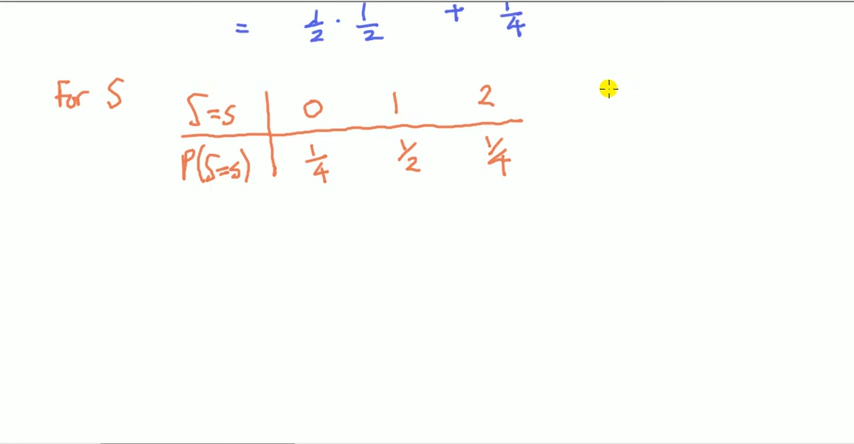 = 1/2 · 1/2 + 1/4
For S
S=s | 0 1 2
P(S=s) | 1/4 1/2 1/4